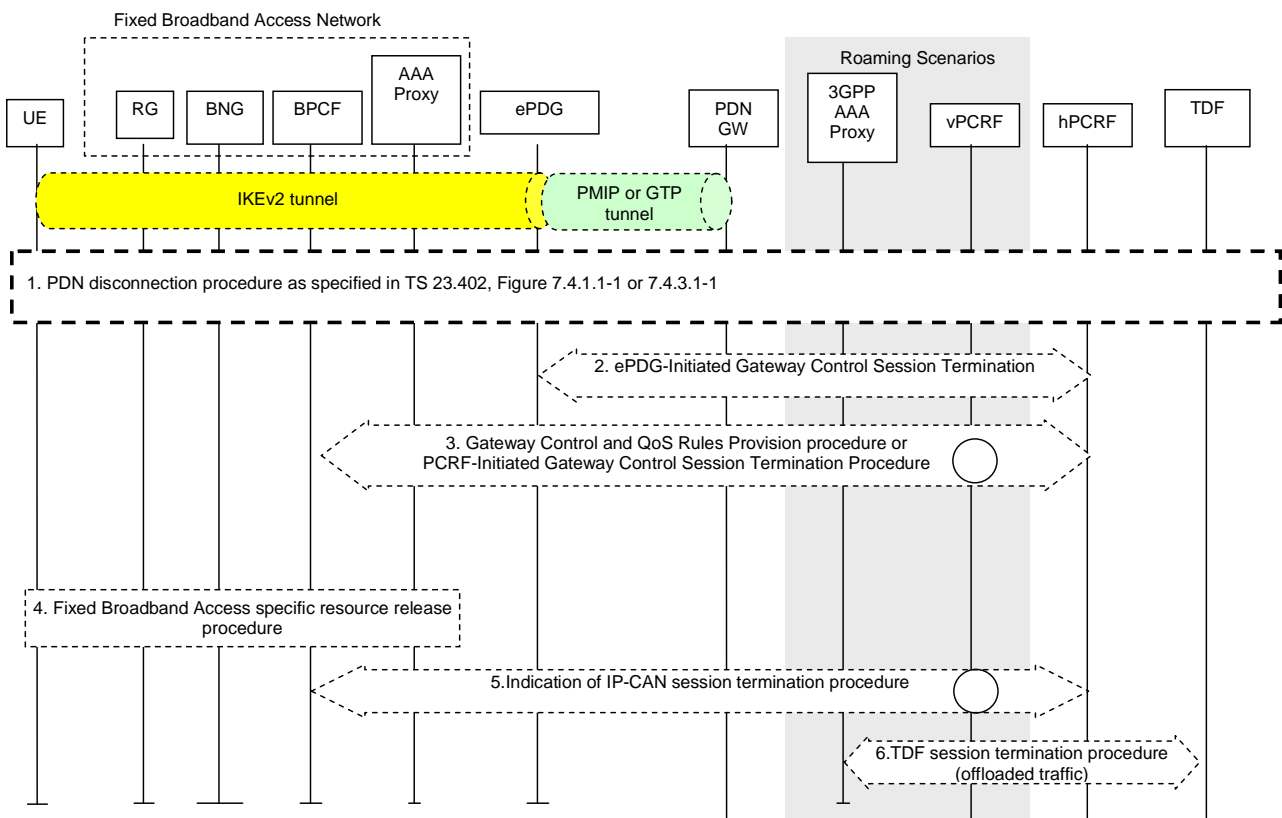 Fixed Broadband Access Network
Roaming Scenarios
UE
RG
BNG
BPCF
AAA
Proxy
ePDG
PDN
GW
3GPP
AAA
Proxy
vPCRF
hPCRF
TDF
IKEv2 tunnel
PMIP or GTP
tunnel
1. PDN disconnection procedure as specified in TS 23.402, Figure 7.4.1.1-1 or 7.4.3.1-1
2. ePDG-Initiated Gateway Control Session Termination
3. Gateway Control and QoS Rules Provision procedure or
PCRF-Initiated Gateway Control Session Termination Procedure
4. Fixed Broadband Access specific resource release
procedure
5.Indication of IP-CAN session termination procedure
6.TDF session termination procedure
(offloaded traffic)